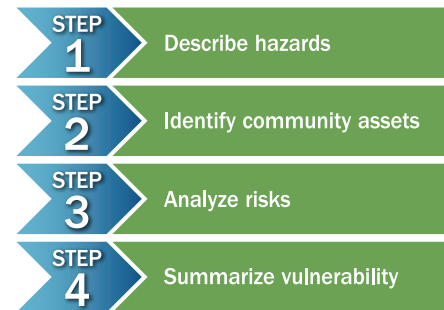 STEP
1
Describe hazards
STEP
2
Identify community assets
STEP
3
Analyze risks
STEP
4
Summarize vulnerability